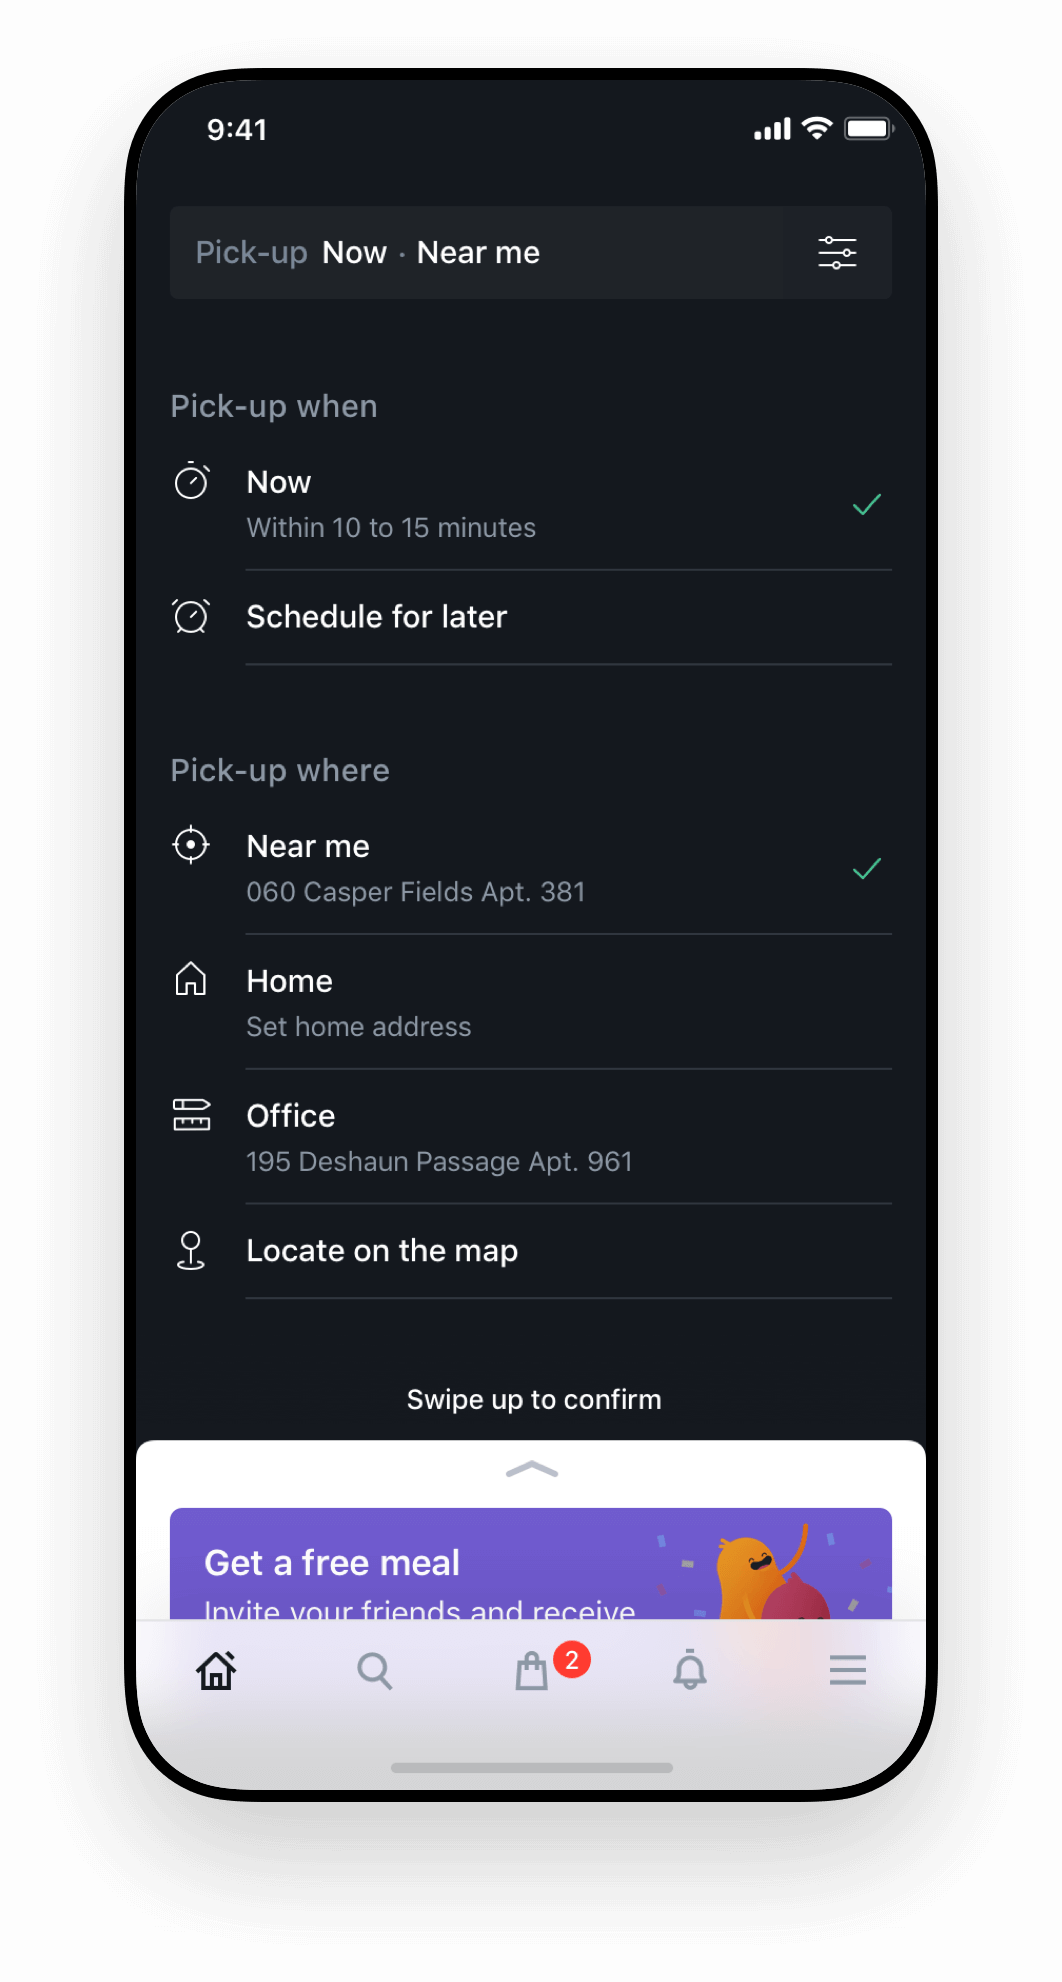 9:41
Pick-up Now · Near me
Pick-up when
Now
Within 10 to 15 minutes
Schedule for later
Pick-up where
Near me
060 Casper Fields Apt. 381
Home
Set home address
Office
195 Deshaun Passage Apt. 961
Locate on the map
Swipe up to confirm
Get a free meal
Invite your friends and receive
2